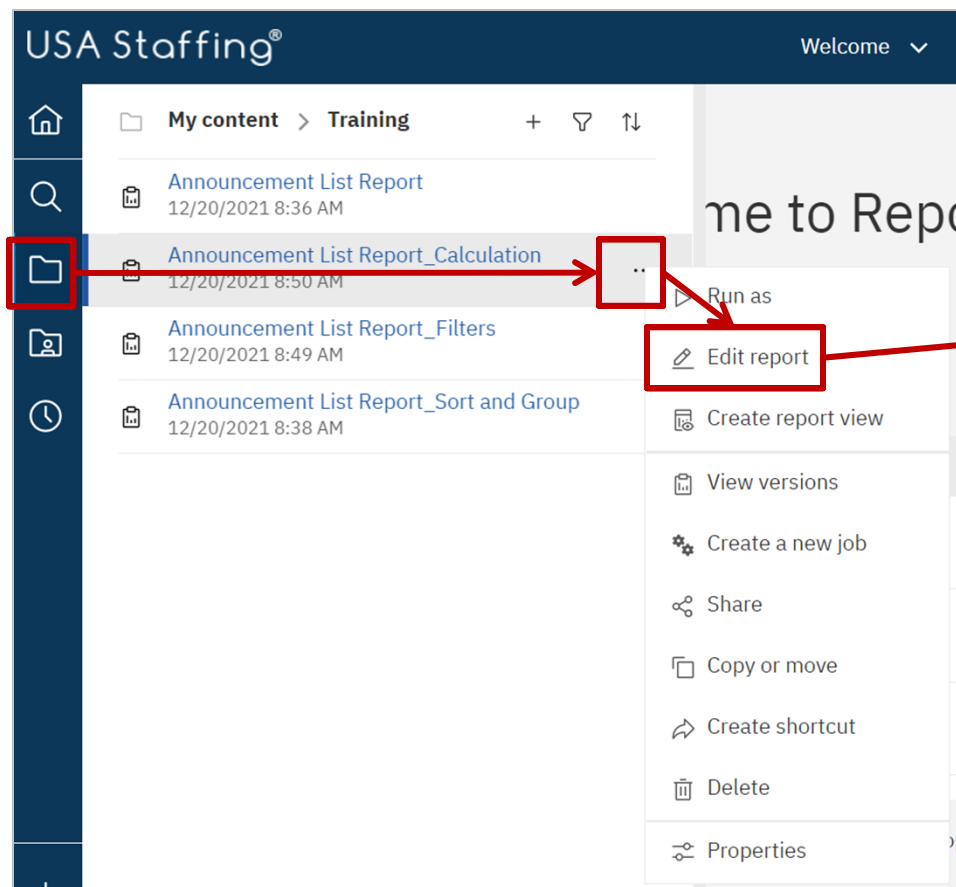 USA Staffing®
Welcome
My content > Training
Announcement List Report
12/20/2021 8:36 AM
me to Rep
Announcement List Report_Calculation
12/20/2021 8:50 AM
Run as
Announcement List Report_Filters
12/20/2021 8:49 AM
Edit report
Announcement List Report_Sort and Group
12/20/2021 8:38 AM
Create report view
View versions
Create a new job
Share
Copy or move
Create shortcut
Delete
Properties